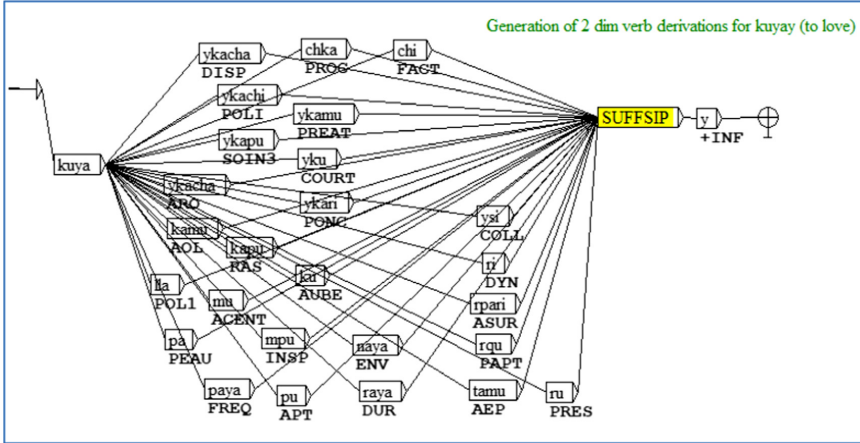 Generation of 2 dim verb derivations for kuyay (to love)
ykacha
DISP
chka
PROG
chi
FACT
ykachi
POLI
ykamu
PREAT
SUFFSIP
y
+INF
ykapu
SOIN3
yku
COURT
kuya
ykacha
ARO
ykari
PONC
ysi
COLL
kamu
AOL
kapu
RAS
ri
DYN
lla
POL1
ku
AUBE
mu
ACENT
rpari
ASUR
pa
PEAU
mpu
INSP
naya
ENV
rqu
PAPT
paya
FREQ
pu
APT
raya
DUR
tamu
AEP
ru
PRES